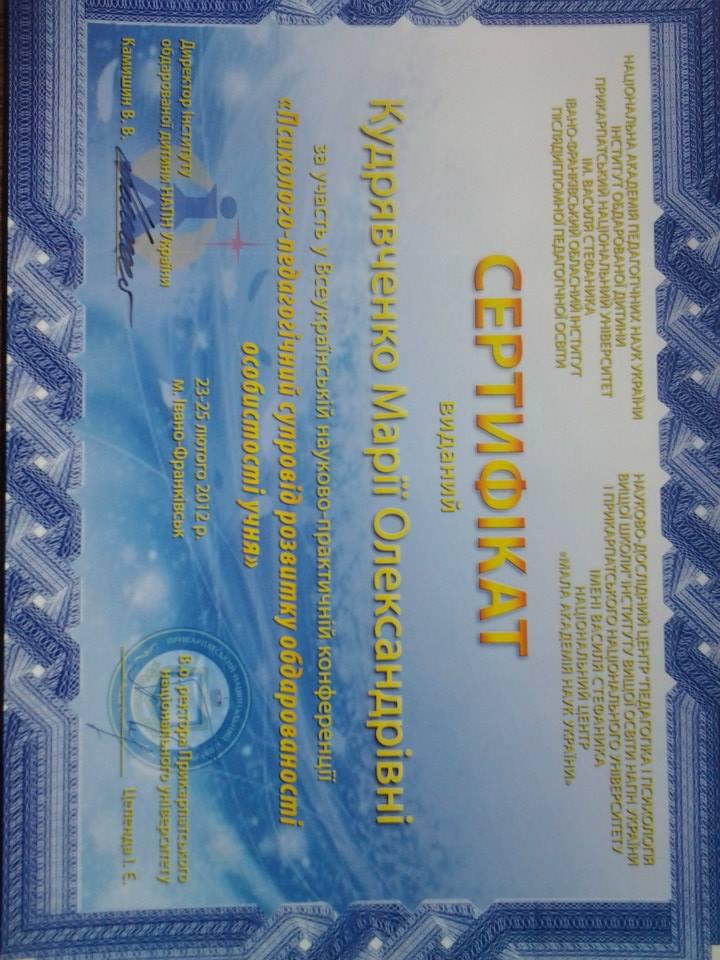 НАЦІОНАЛЬНА АКАДЕМІЯ ПЕДАГОГІЧНИХ НАУК УКРАЇНИ
ІНСТИТУТ ОБДАРОВАНОЇ ДИТИНИ
ПРИКАРПАТСЬКИЙ НАЦІОНАЛЬНИЙ УНІВЕРСИТЕТ
ІМ. ВАСИЛЯ СТЕФАНИКА
ІВАНО-ФРАНКІВСЬКИЙ ОБЛАСНИЙ ІНСТИТУТ
ПІСЛЯДИПЛОМНОЇ ПЕДАГОГІЧНОЇ ОСВІТИ
НАУКОВО-ДОСЛІДНИЙ ЦЕНТР "ПЕДАГОГІКА І ПСИХОЛОГІЯ
ВИЩОЇ ШКОЛИ" ІНСТИТУТУ ВИЩОЇ ОСВІТИ НАПН УКРАЇНИ
І ПРИКАРПАТСЬКОГО НАЦІОНАЛЬНОГО УНІВЕРСИТЕТУ
ІМЕНІ ВАСИЛЯ СТЕФАНИКА
НАЦІОНАЛЬНИЙ ЦЕНТР
«МАЛА АКАДЕМІЯ НАУК УКРАЇНИ»
СЕРТИФІКАТ
виданий
Кудрявченко Марії Олександрівні
за участь у Всеукраїнській науково-практичній конференції
«Психолого-педагогічний супровід розвитку обдарованості
особистості учня»
23-25 лютого 2012 р.
м. Івано-Франківськ
Директор Інституту
обдарованої дитини НАПН України
Камишин В. В.
В.о. ректора Прикарпатського
національного університету
Цепенда І. Є.